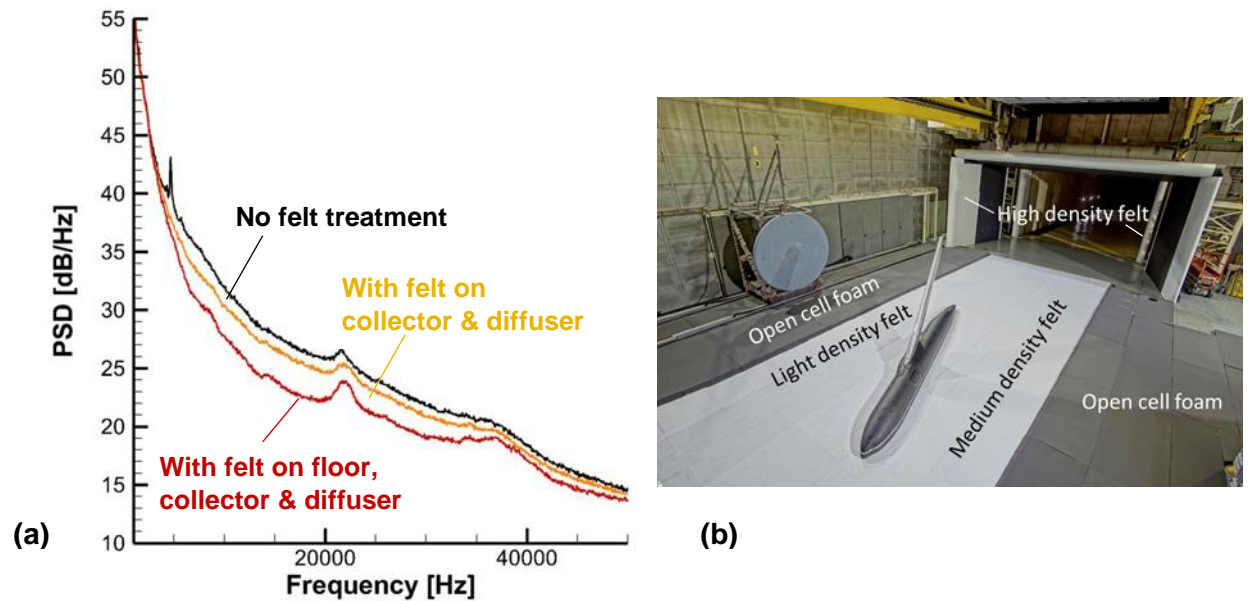 55
50
45
40
35
30
25
20
15
10
PSD [dB/Hz]
No felt treatment
With felt on
collector & diffuser
With felt on floor,
collector & diffuser
20000
40000
Frequency [Hz]
(a)
High density felt
Open cell foam
Light density felt
Medium density felt
Open cell foam
(b)